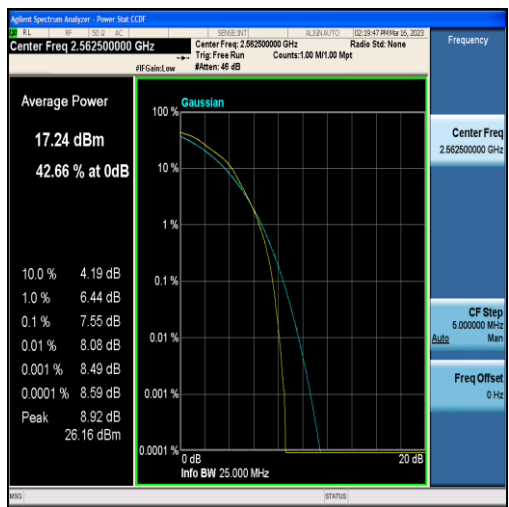 Agilent Spectrum Analyzer - Power Stat CCDF
RL RF 50 Ω AC SENSE:INT ALIGN AUTO 02:19:47 PM Mar 16, 2023
Center Freq 2.562500000 GHz
Center Freq: 2.562500000 GHz Radio Std: None
Trig: Free Run Counts:1.00 M/1.00 Mpt
#IFGain:Low #Atten: 46 dB
Frequency
Average Power
17.24 dBm
42.66 % at 0dB
10.0 % 4.19 dB
1.0 % 6.44 dB
0.1 % 7.55 dB
0.01 % 8.08 dB
0.001 % 8.49 dB
0.0001 % 8.59 dB
Peak 8.92 dB
26.16 dBm
Gaussian
100 %
10 %
1 %
0.1 %
0.01 %
0.001 %
0.0001 %
0 dB 20 dB
Info BW 25.000 MHz
Center Freq
2.562500000 GHz
CF Step
5.000000 MHz
Auto Man
Freq Offset
0 Hz
MSG STATUS